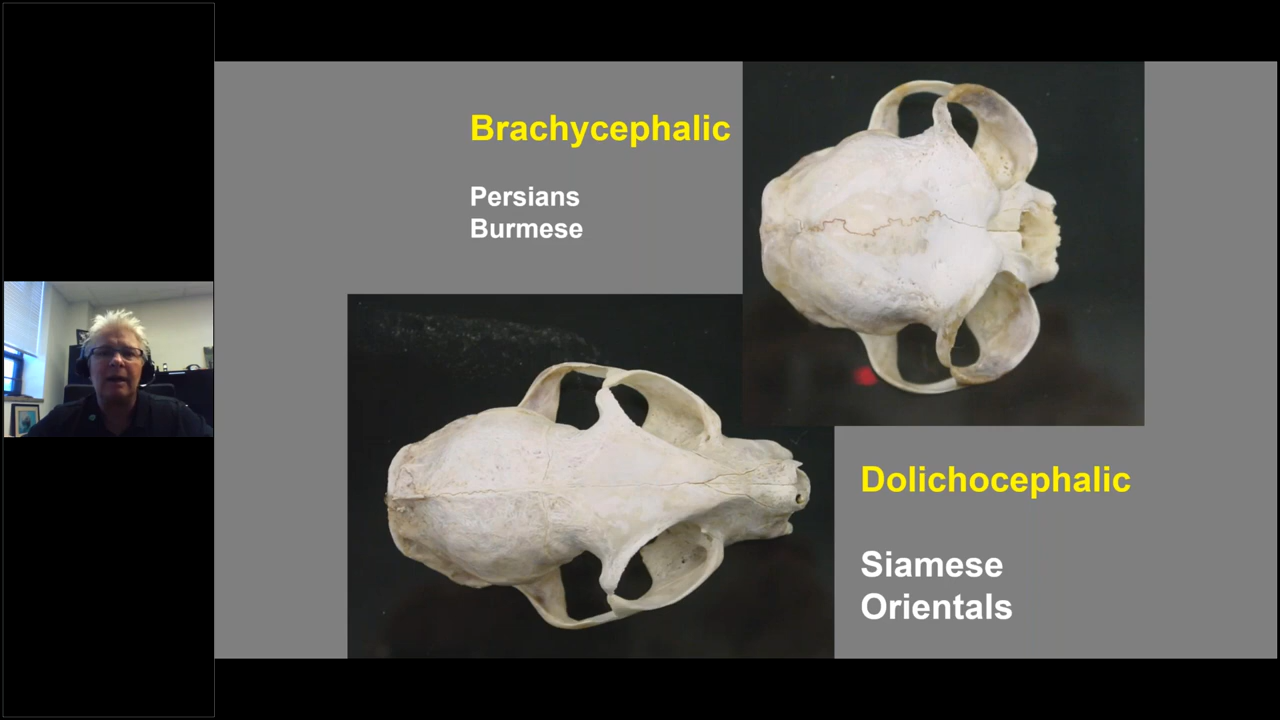 Brachycephalic
Persians
Burmese
Dolichocephalic
Siamese
Orientals